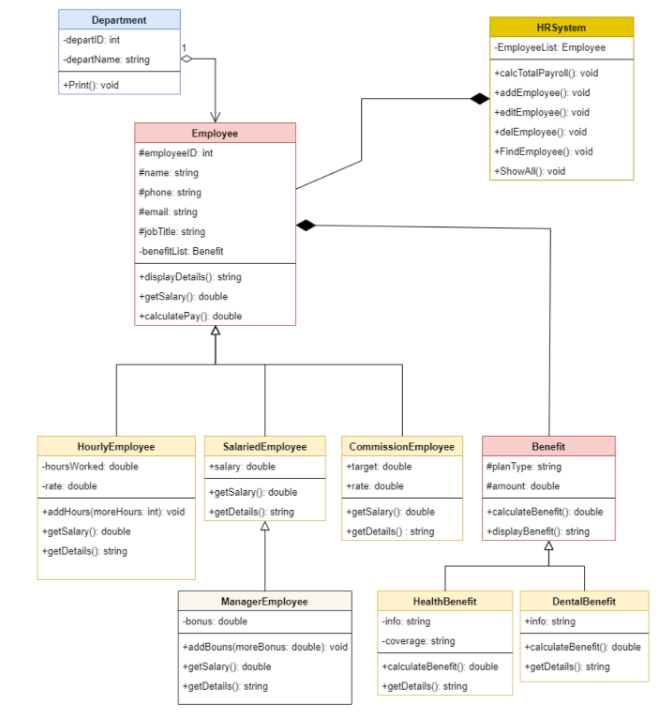 Department
-departID: int
-departName: string
+Print(): void
1
HRSystem
-EmployeeList: Employee
+calcTotalPayroll(): void
+addEmployee(): void
+editEmployee(): void
+delEmployee(): void
+FindEmployee(): void
+ShowAll(): void
Employee
#employeeID: int
#name: string
#phone: string
#email: string
#jobTitle: string
-benefitList: Benefit
+displayDetails(): string
+getSalary(): double
+calculatePay(): double
HourlyEmployee
-hoursWorked: double
-rate: double
+addHours(moreHours: int): void
+getSalary(): double
+getDetails(): string
SalariedEmployee
+salary: double
+getSalary(): double
+getDetails(): string
CommissionEmployee
+target: double
+rate: double
+getSalary(): double
+getDetails() : string
Benefit
#planType: string
#amount: double
+calculateBenefit(): double
+displayBenefit(): string
ManagerEmployee
-bonus: double
+addBouns(moreBonus: double): void
+getSalary(): double
+getDetails(): string
HealthBenefit
-info: string
-coverage: string
+calculateBenefit(): double
+getDetails(): string
DentalBenefit
+info: string
+calculateBenefit(): double
+getDetails(): string